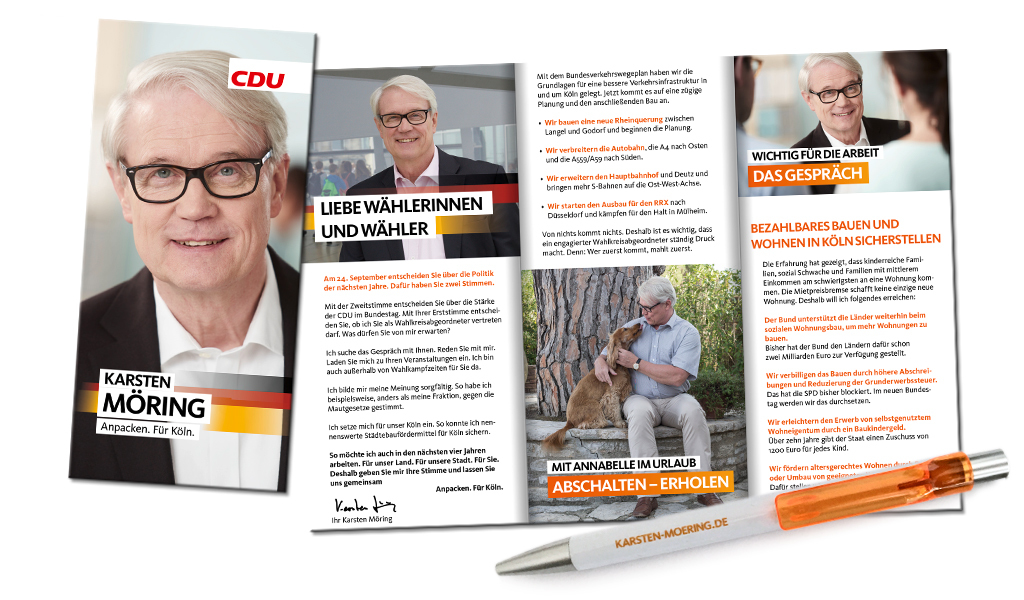 CDU
KARSTEN
MÖRING
Anpacken. Für Köln.
LIEBE WÄHLERINNEN
UND WÄHLER
Am 24. September entscheiden Sie über die Politik
der nächsten Jahre. Dafür haben Sie zwei Stimmen.
Mit der Zweitstimme entscheiden Sie über die Stärke
der CDU im Bundestag. Mit Ihrer Erststimme entschei-
den Sie, ob ich Sie als Wahlkreisabgeordneter vertreten
darf. Was dürfen Sie von mir erwarten?
Ich suche das Gespräch mit Ihnen. Reden Sie mit mir.
Laden Sie mich zu Ihren Veranstaltungen ein. Ich bin
auch außerhalb von Wahlkampfzeiten für Sie da.
Ich bilde mir meine Meinung sorgfältig. So habe ich
beispielsweise, anders als meine Fraktion, gegen die
Mautgesetze gestimmt.
Ich setze mich für unser Köln ein. So konnte ich nen-
nenswerte Städtebaufördermittel für Köln sichern.
So möchte ich auch in den nächsten vier Jahren
arbeiten. Für unser Land. Für unsere Stadt. Für Sie.
Deshalb geben Sie mir Ihre Stimme und lassen Sie
uns gemeinsam
Anpacken. Für Köln.
Ihr Karsten Möring
Mit dem Bundesverkehrswegeplan haben wir die
Grundlagen für eine bessere Verkehrsinfrastruktur in
und um Köln gelegt. Jetzt kommt es auf eine zügige
Planung und den anschließenden Bau an.
• Wir bauen eine neue Rheinquerung zwischen
Langel und Godorf und beginnen die Planung.
• Wir verbreitern die Autobahn, die A4 nach Osten
und die A559/A59 nach Süden.
• Wir erweitern den Hauptbahnhof und Deutz und
bringen mehr S-Bahnen auf die Ost-West-Achse.
• Wir starten den Ausbau für den RRX nach
Düsseldorf und kämpfen für den Halt in Mülheim.
Von nichts kommt nichts. Deshalb ist es wichtig, dass
ein engagierter Wahlkreisabgeordneter ständig Druck
macht. Denn: Wer zuerst kommt, mahlt zuerst.
MIT ANNABELLE IM URLAUB
ABSCHALTEN – ERHOLEN
WICHTIG FÜR DIE ARBEIT
DAS GESPRÄCH
BEZAHLBARES BAUEN UND
WOHNEN IN KÖLN SICHERSTELLEN
Die Erfahrung hat gezeigt, dass kinderreiche Fami-
lien, sozial Schwache und Familien mit mittlerem
Einkommen am schwierigsten an eine Wohnung kom-
men. Die Mietpreisbremse schafft keine einzige neue
Wohnung. Deshalb will ich folgendes erreichen:
Der Bund unterstützt die Länder weiterhin beim
sozialen Wohnungsbau, um mehr Wohnungen zu
bauen.
Bisher hat der Bund den Ländern dafür schon
zwei Milliarden Euro zur Verfügung gestellt.
Wir verbilligen das Bauen durch höhere Abschrei-
bungen und Reduzierung der Grunderwerbssteuer.
Das hat die SPD bisher blockiert. Im neuen Bundes-
tag werden wir das durchsetzen.
Wir erleichtern den Erwerb von selbstgenutztem
Wohneigentum durch ein Baukindergeld.
Über zehn Jahre gibt der Staat einen Zuschuss von
1200 Euro für jedes Kind.
Wir fördern altersgerechtes Wohnen
oder Umbau von
Dafür
KARSTEN-MOERING.DE